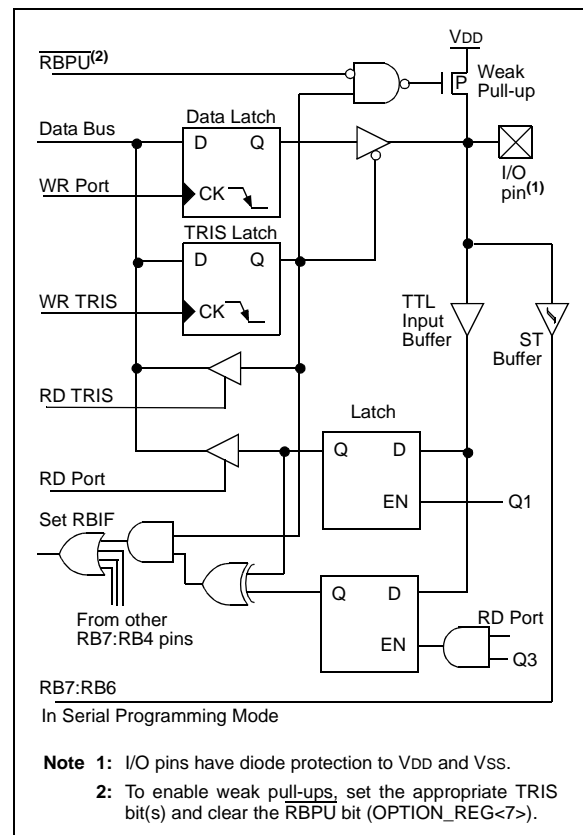 VDD
RBPU(2)
P
Weak
Pull-up
Data Latch
Data Bus
D Q
I/O
pin(1)
WR Port
CK
TRIS Latch
D Q
TTL
Input
Buffer
WR TRIS
CK
ST
Buffer
RD TRIS
Latch
Q D
RD Port
EN
Q1
Set RBIF
Q D
From other
RB7:RB4 pins
RD Port
EN
Q3
RB7:RB6
In Serial Programming Mode
Note 1: I/O pins have diode protection to VDD and VSS.
2: To enable weak pull-ups, set the appropriate TRIS
bit(s) and clear the RBPU bit (OPTION_REG<7>).